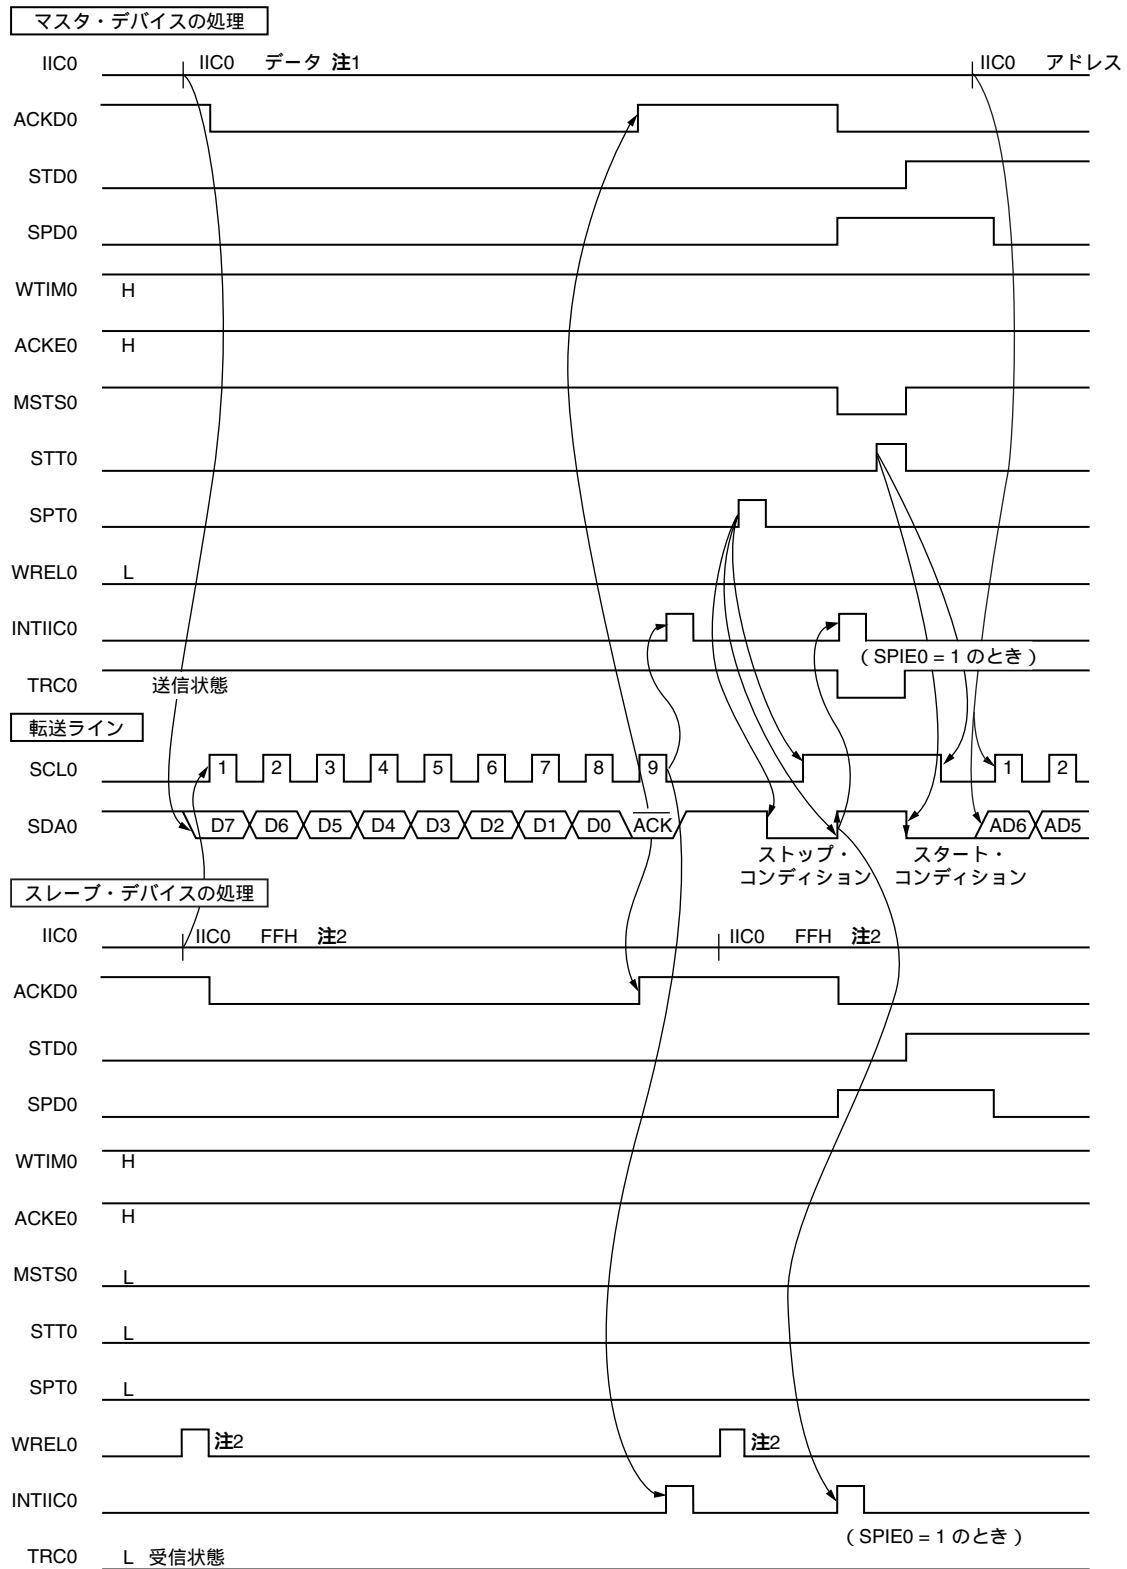 マスタ・デバイスの処理
IIC0 IIC0 データ 注1 IIC0 アドレス
ACKD0
STD0
SPD0
WTIM0 H
ACKE0 H
MSTS0
STT0
SPT0
WREL0 L
INTIIC0
（SPIE0 = 1 のとき）
TRC0 送信状態
転送ライン
SCL0 1 2 3 4 5 6 7 8 9 1 2
SDA0 D7 D6 D5 D4 D3 D2 D1 D0 ACK AD6 AD5
ストップ・ スタート・
コンディション コンディション
スレーブ・デバイスの処理
IIC0 IIC0 FFH 注2 IIC0 FFH 注2
ACKD0
STD0
SPD0
WTIM0 H
ACKE0 H
MSTS0 L
STT0 L
SPT0 L
WREL0 注2 注2
INTIIC0
（SPIE0 = 1 のとき）
TRC0 L 受信状態